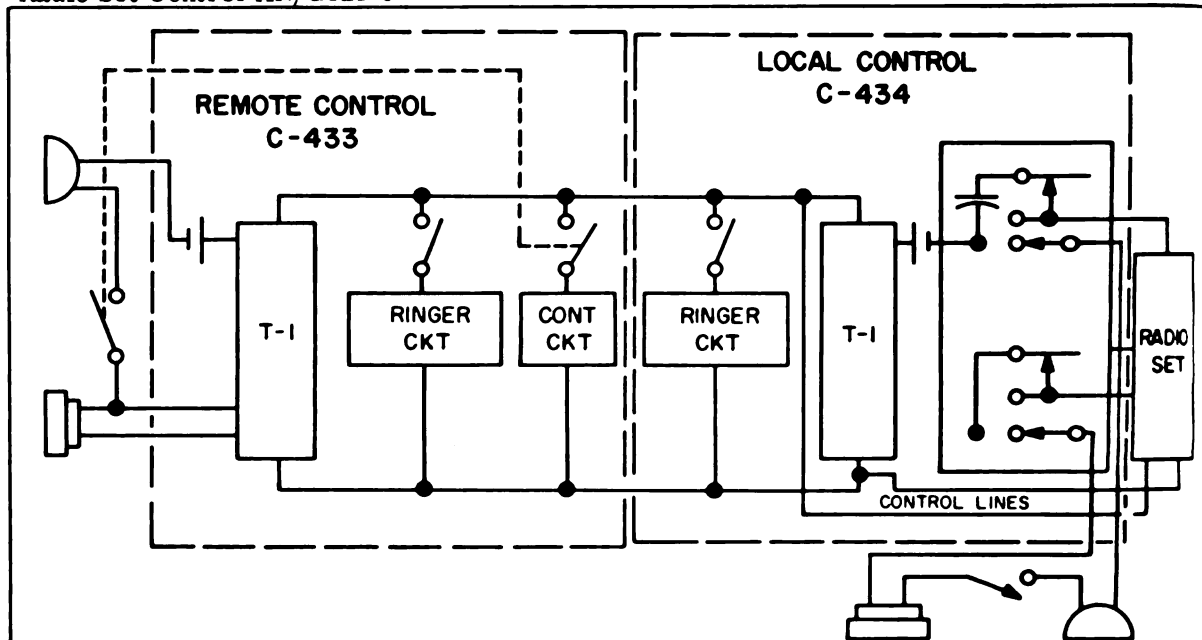 REMOTE CONTROL
C-433
LOCAL CONTROL
C-434
T-1
RINGER
CKT
CONT
CKT
RINGER
CKT
T-1
RADIO
SET
CONTROL LINES